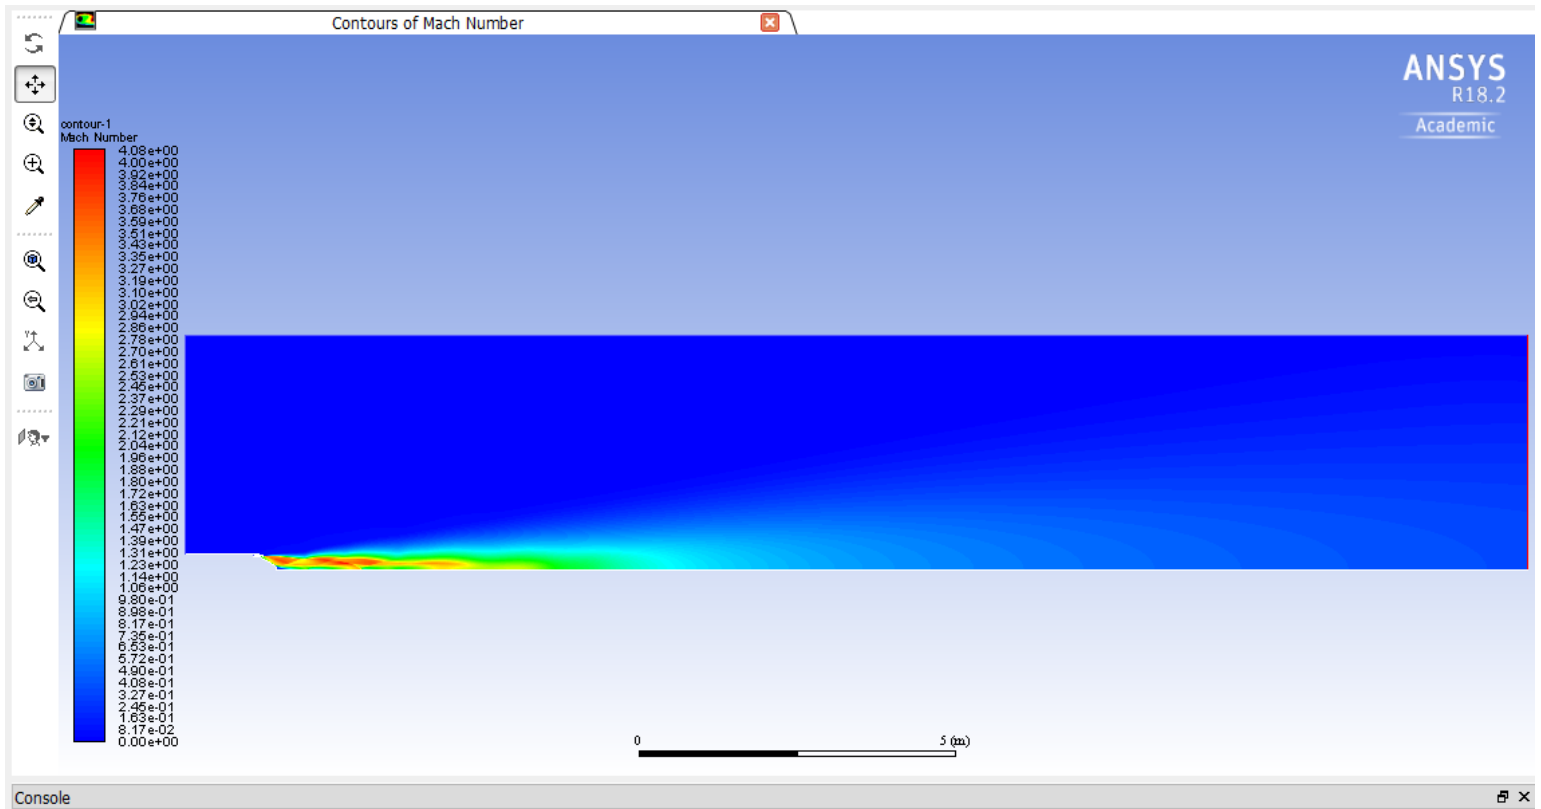 Contours of Mach Number
ANSYS
R18.2
Academic
contour-1
Mach Number
4.08e+00
4.00e+00
3.92e+00
3.84e+00
3.76e+00
3.68e+00
3.59e+00
3.51e+00
3.43e+00
3.35e+00
3.27e+00
3.19e+00
3.10e+00
3.02e+00
2.94e+00
2.86e+00
2.78e+00
2.70e+00
2.61e+00
2.53e+00
2.45e+00
2.37e+00
2.29e+00
2.21e+00
2.12e+00
2.04e+00
1.96e+00
1.88e+00
1.80e+00
1.72e+00
1.63e+00
1.55e+00
1.47e+00
1.39e+00
1.31e+00
1.23e+00
1.14e+00
1.06e+00
9.80e-01
8.98e-01
8.17e-01
7.35e-01
6.53e-01
5.72e-01
4.90e-01
4.08e-01
3.27e-01
2.45e-01
1.63e-01
8.17e-02
0.00e+00
0 5 (m)
Console